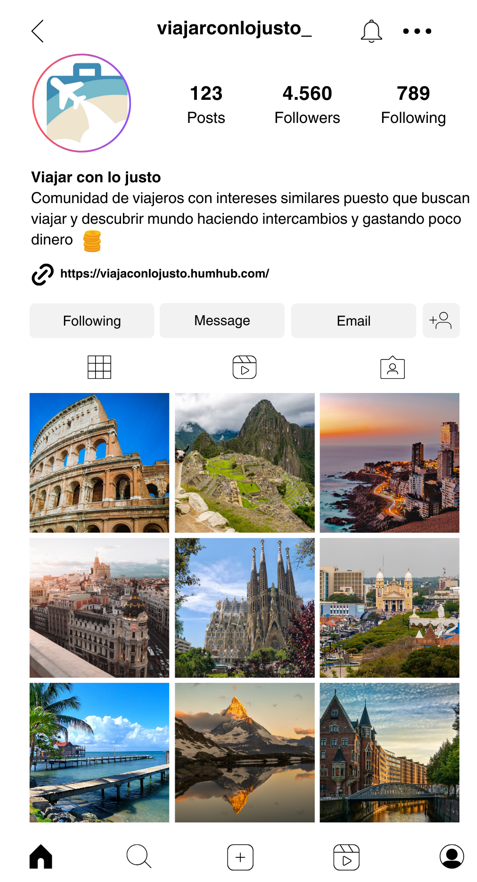 viajarconlojusto_
123 4.560 789
Posts Followers Following
Viajar con lo justo
Comunidad de viajeros con intereses similares puesto que buscan
viajar y descubrir mundo haciendo intercambios y gastando poco
dinero
https://viajaconlojusto.humhub.com/
Following Message Email